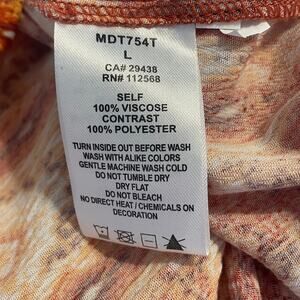 MDT754T
L
CA# 29438
RN# 112568
SELF
100% VISCOSE
CONTRAST
100% POLYESTER
TURN INSIDE OUT BEFORE WASH
WASH WITH ALIKE COLORS
GENTLE MACHINE WASH COLD
DO NOT TUMBLE DRY
DRY FLAT
DO NOT BLEACH
NO DIRECT HEAT / CHEMICALS ON
DECORATION